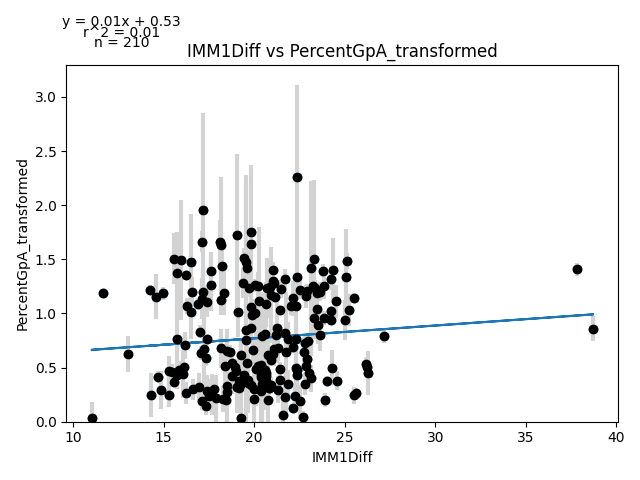 y = 0.01x + 0.53
r^2 = 0.01
n = 210
IMM1Diff vs PercentGpA_transformed
PercentGpA_transformed
3.0
2.5
2.0
1.5
1.0
0.5
0.0
10 15 20 25 30 35 40
IMM1Diff